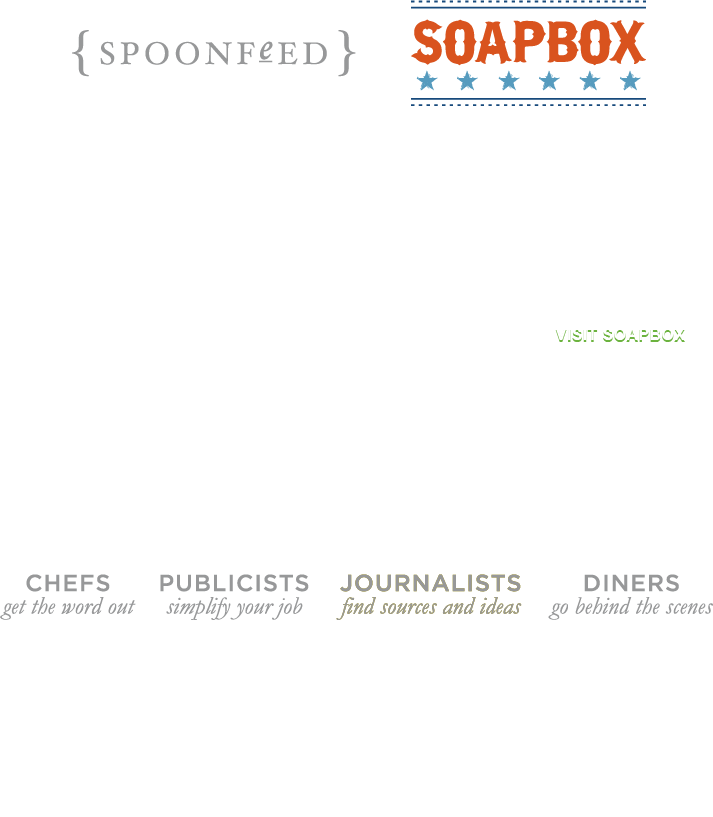 { SPOONFeED }
SOAPBOX
VISIT SOAPBOX
CHEFS PUBLICISTS JOURNALISTS DINERS
get the word out simplify your job find sources and ideas go behind the scenes